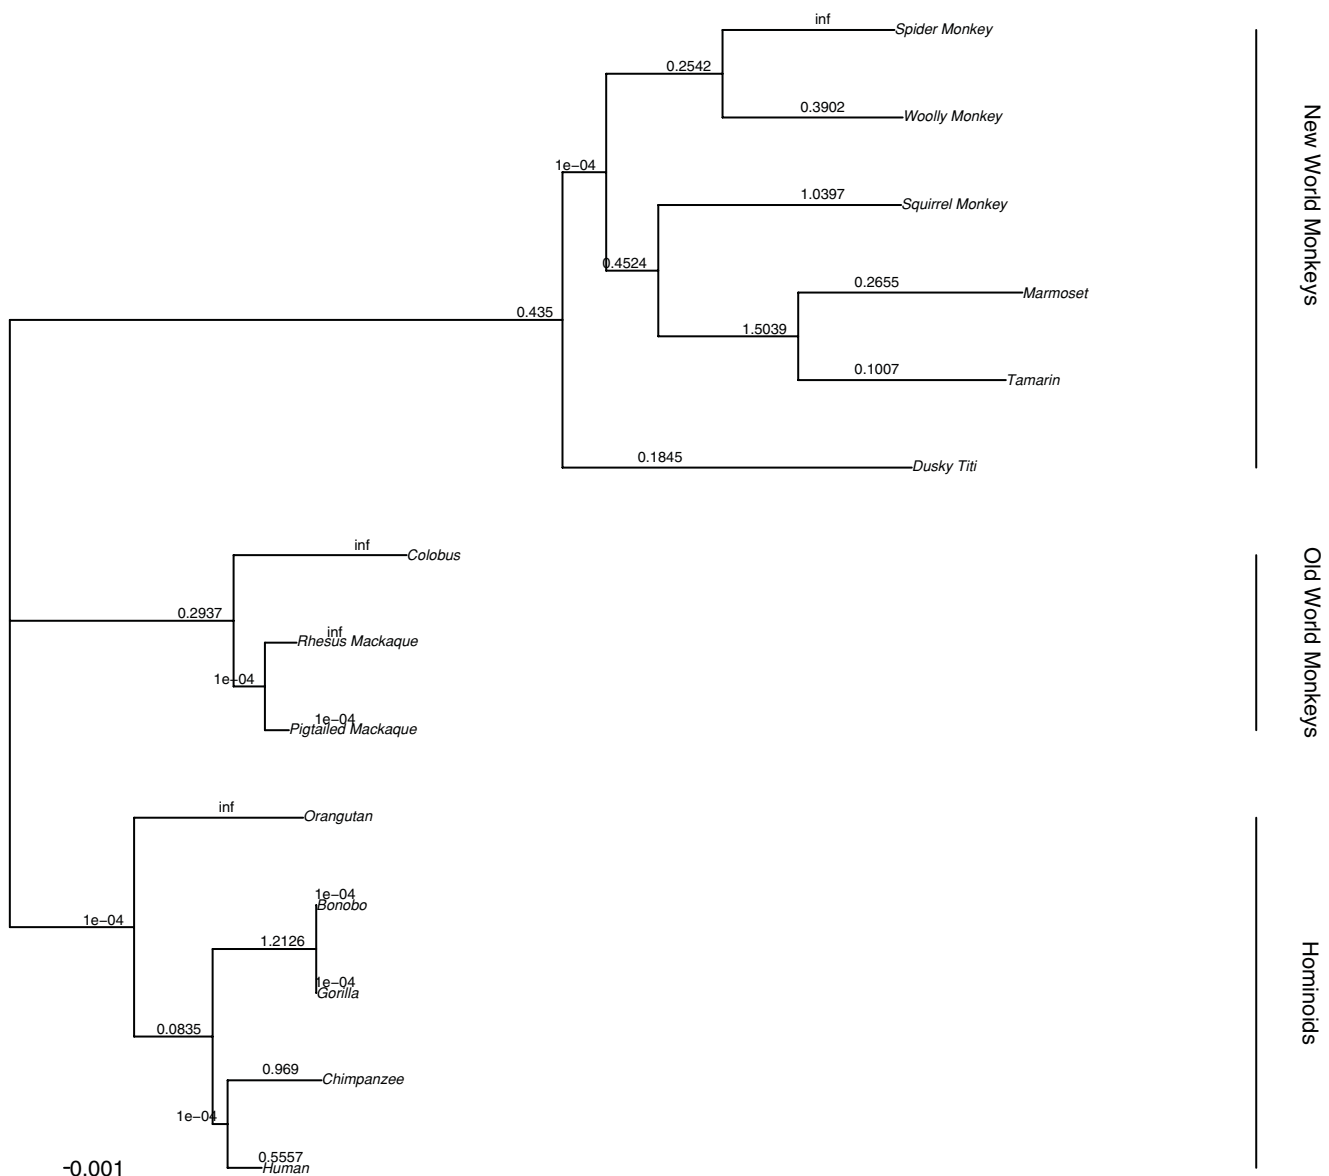 inf
Spider Monkey
0.2542
0.3902
Woolly Monkey
1e−04
1.0397
Squirrel Monkey
0.4524
0.2655
Marmoset
0.435
1.5039
0.1007
Tamarin
0.1845
Dusky Titi
New World Monkeys
inf
Colobus
0.2937
inf
Rhesus Mackaque
1e−04
1e−04
Pigtailed Mackaque
Old World Monkeys
inf
Orangutan
1e−04
1e−04
Bonobo
1.2126
1e−04
Gorilla
0.0835
0.969
Chimpanzee
1e−04
0.5557
Human
Hominoids
-0.001